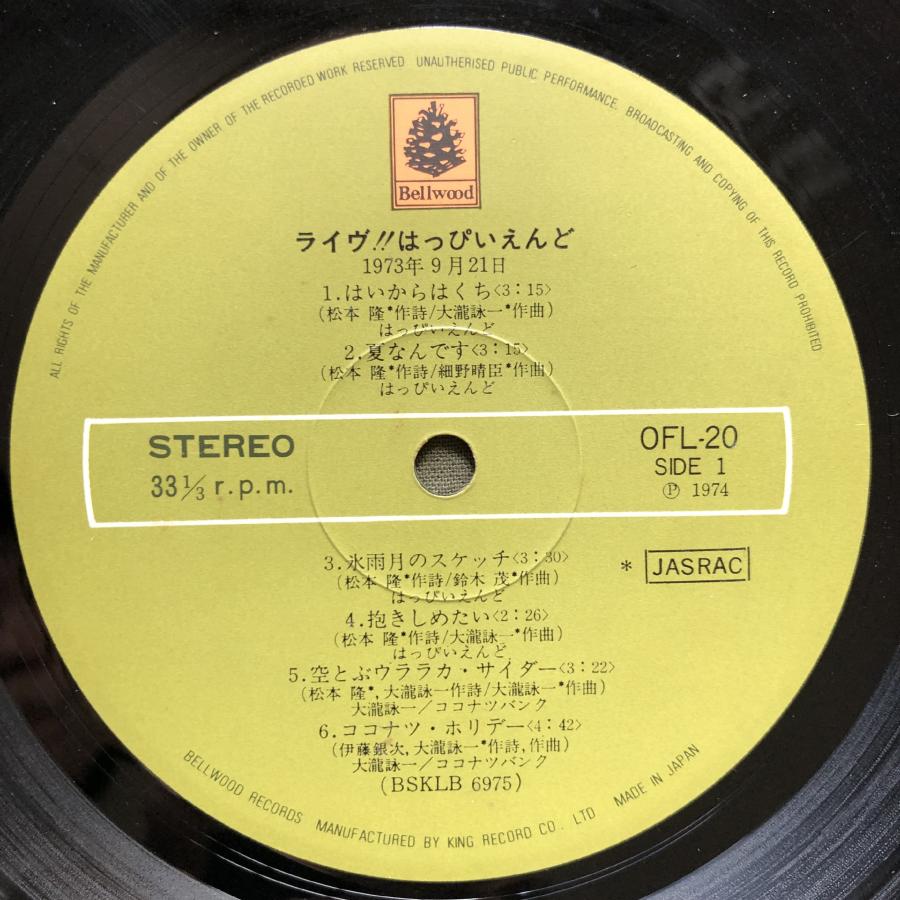 ALL RIGHTS OF THE MANUFACTURER AND OF THE OWNER OF THE RECORDED WORK RESERVED UNAUTHERISED PUBLIC PERFORMANCE, BROADCASTING AND COPYING OF THIS RECORD PROHIBITED
Bellwood
ライヴ!!はっぴいえんど
1973年9月21日
1.はいからはくち〈3:15〉
(松本 隆*作詩/大瀧詠一*作曲)
はっぴいえんど
2.夏なんです〈3:15〉
(松本 隆*作詩/細野晴臣*作曲)
はっぴいえんど
STEREO
33⅓ r.p.m.
OFL-20
SIDE 1
Ⓟ 1974
3.氷雨月のスケッチ〈3:30〉
(松本 隆*作詩/鈴木 茂*作曲)
はっぴいえんど
* JASRAC
4.抱きしめたい〈2:26〉
(松本 隆*作詩/大瀧詠一*作曲)
はっぴいえんど
5.空とぶウララカ・サイダー〈3:22〉
(松本 隆*,大瀧詠一作詩/大瀧詠一*作曲)
大瀧詠一/ココナツバンク
6.ココナツ・ホリデー〈4:42〉
(伊藤銀次,大瀧詠一*作詩,作曲)
大瀧詠一/ココナツバンク
(BSKLB 6975)
BELLWOOD RECORDS MANUFACTURED BY KING RECORD CO. LTD MADE IN JAPAN